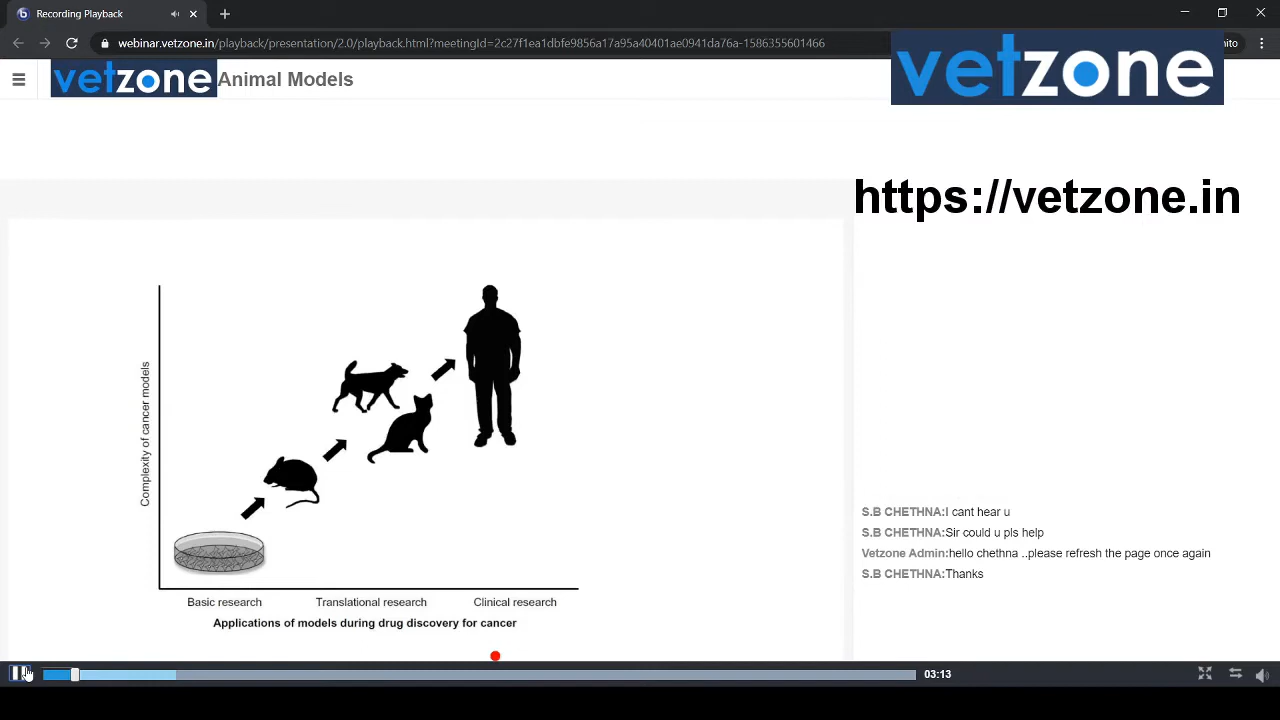 Recording Playback
webinar.vetzone.in/playback/presentation/2.0/playback.html?meetingId=2c27f1ea1dbfe9856a17a95a40401ae0941da76a-1586355601466
ito
vetzone
vetzone Animal Models
https://vetzone.in
Complexity of cancer models
Basic research
Translational research
Clinical research
Applications of models during drug discovery for cancer
S.B CHETHNA:I cant hear u
S.B CHETHNA:Sir could u pls help
Vetzone Admin:hello chethna ..please refresh the page once again
S.B CHETHNA:Thanks
03:13